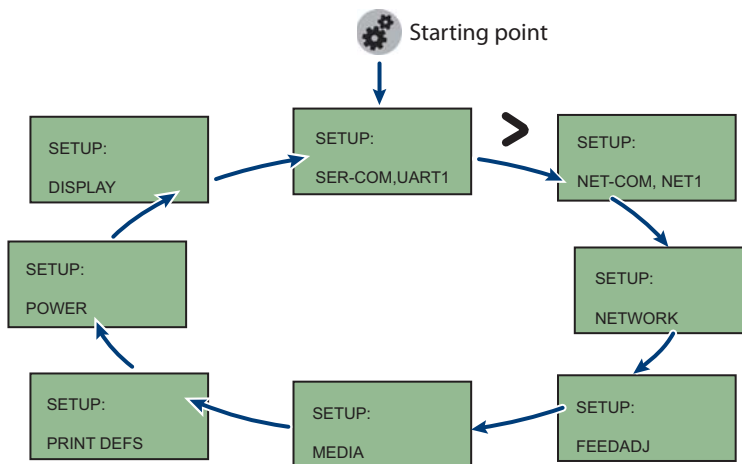 Starting point
SETUP:
SER-COM,UART1
>
SETUP:
NET-COM, NET1
SETUP:
NETWORK
SETUP:
FEEDADJ
SETUP:
MEDIA
SETUP:
PRINT DEFS
SETUP:
POWER
SETUP:
DISPLAY